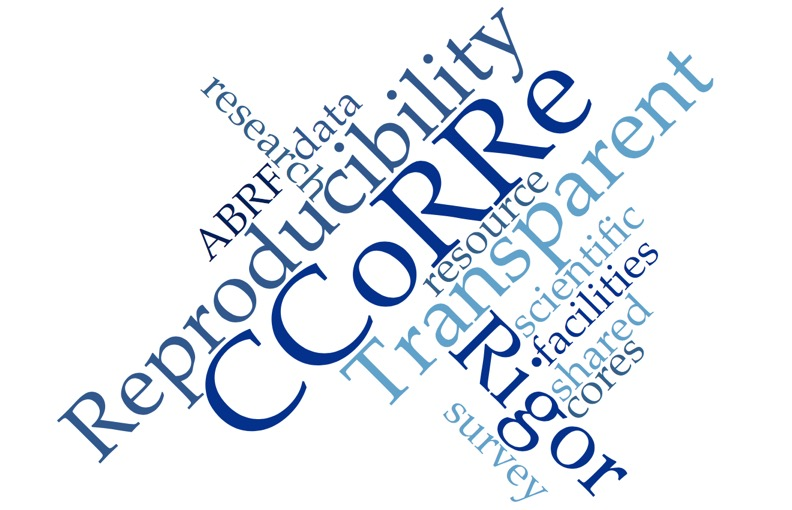 research
data
ABRF
Reproducibility
CCoRRe
resource
Transparent
scientific
facilities
Rigor
shared
cores
survey